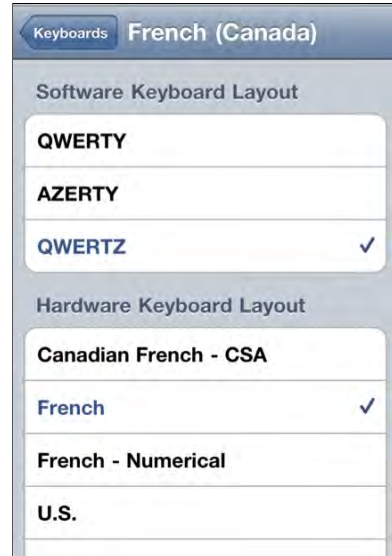 Keyboards
French (Canada)
Software Keyboard Layout
QWERTY
AZERTY
QWERTZ
Hardware Keyboard Layout
Canadian French - CSA
French
French - Numerical
U.S.